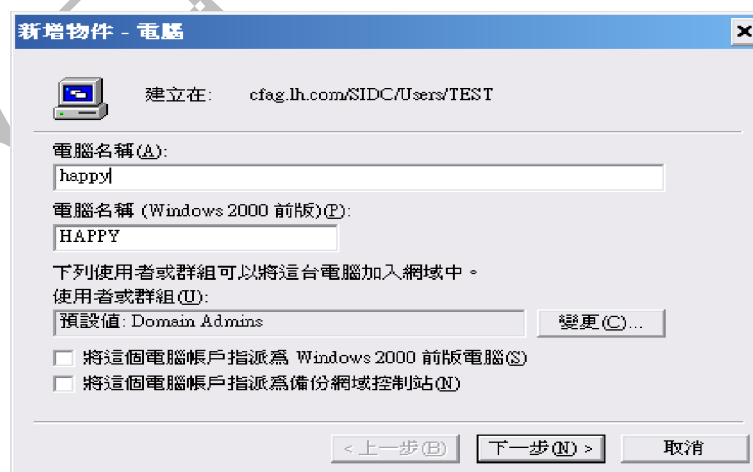 新增物件 - 電腦
建立在: cfag.lh.com/SIDC/Users/TEST
電腦名稱(A):
happy
電腦名稱 (Windows 2000 前版)(P):
HAPPY
下列使用者或群組可以將這台電腦加入網域中。
使用者或群組(U):
預設值: Domain Admins
變更(C)...
將這個電腦帳戶指派為 Windows 2000 前版電腦(S)
將這個電腦帳戶指派為備份網域控制站(N)
< 上一步(B) 下一步(N) > 取消